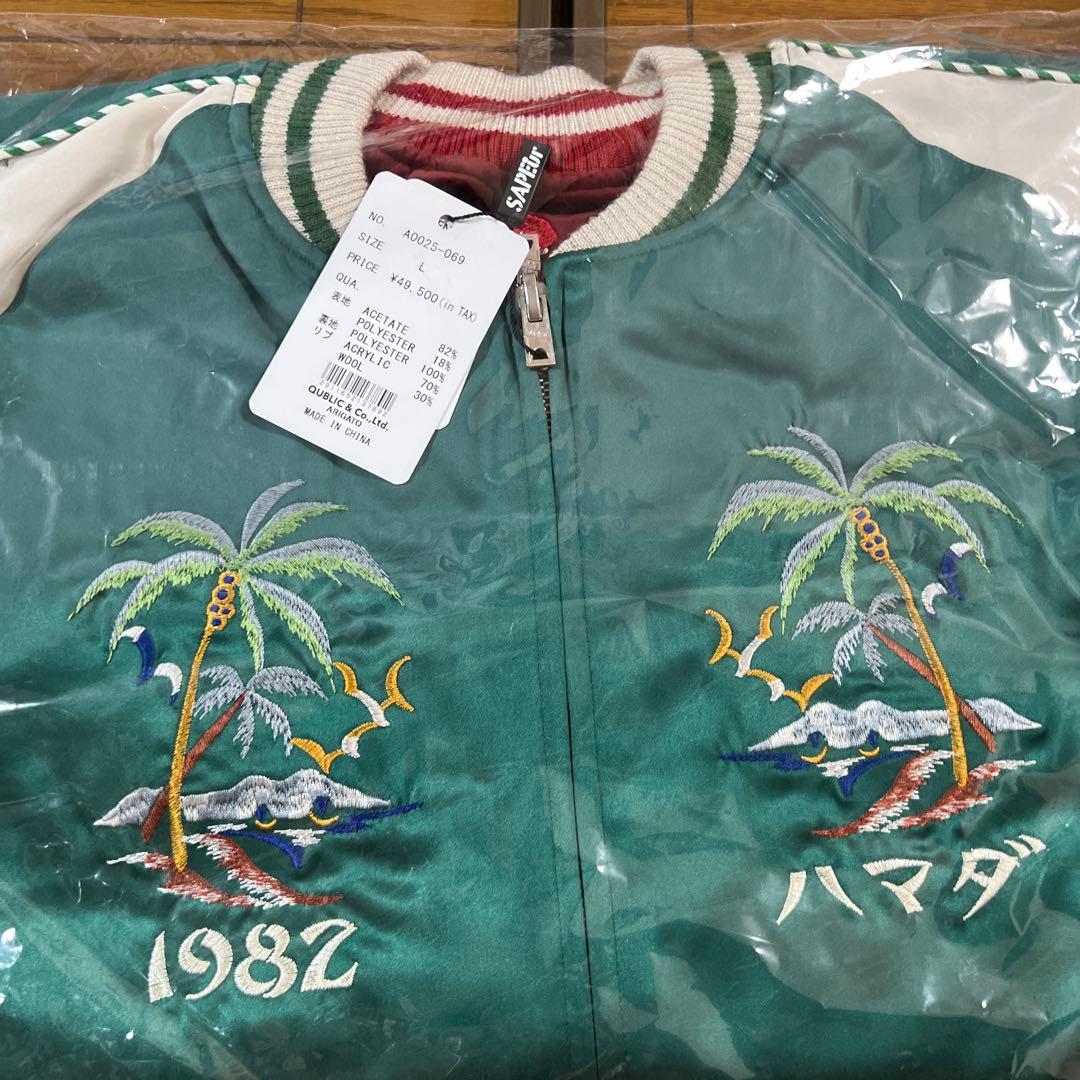 SAPEur
NO. A0025-069
SIZE L
PRICE ¥49,500(in TAX)
QUA.
表地 ACETATE 82%
POLYESTER 18%
裏地 POLYESTER 100%
リブ ACRYLIC 70%
WOOL 30%
QUBLIC & Co.,Ltd.
ARIGATO
MADE IN CHINA
1982
ハマダ